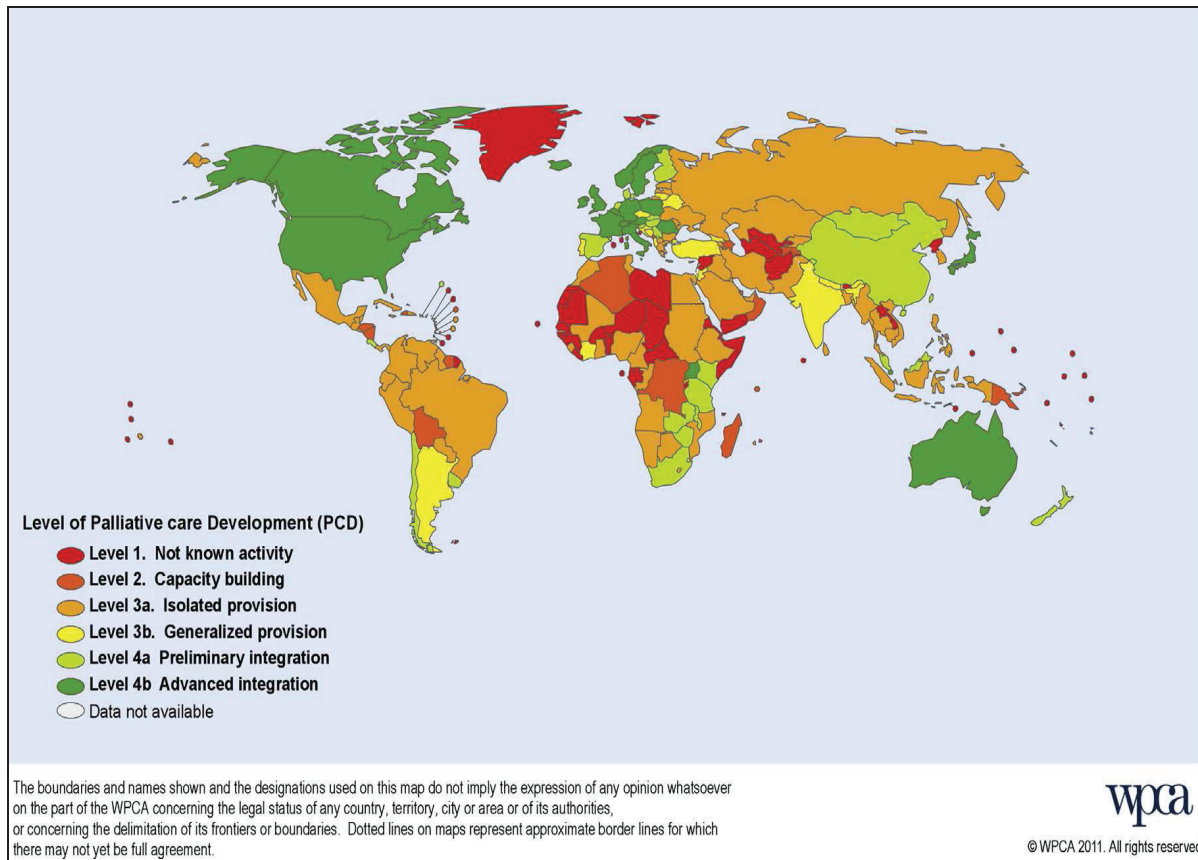 Level of Palliative care Development (PCD)
Level 1. Not known activity
Level 2. Capacity building
Level 3a. Isolated provision
Level 3b. Generalized provision
Level 4a Preliminary integration
Level 4b Advanced integration
Data not available
The boundaries and names shown and the designations used on this map do not imply the expression of any opinion whatsoever
on the part of the WPCA concerning the legal status of any country, territory, city or area or of its authorities,
or concerning the delimitation of its frontiers or boundaries. Dotted lines on maps represent approximate border lines for which
there may not yet be full agreement.
wpca
© WPCA 2011. All rights reserved